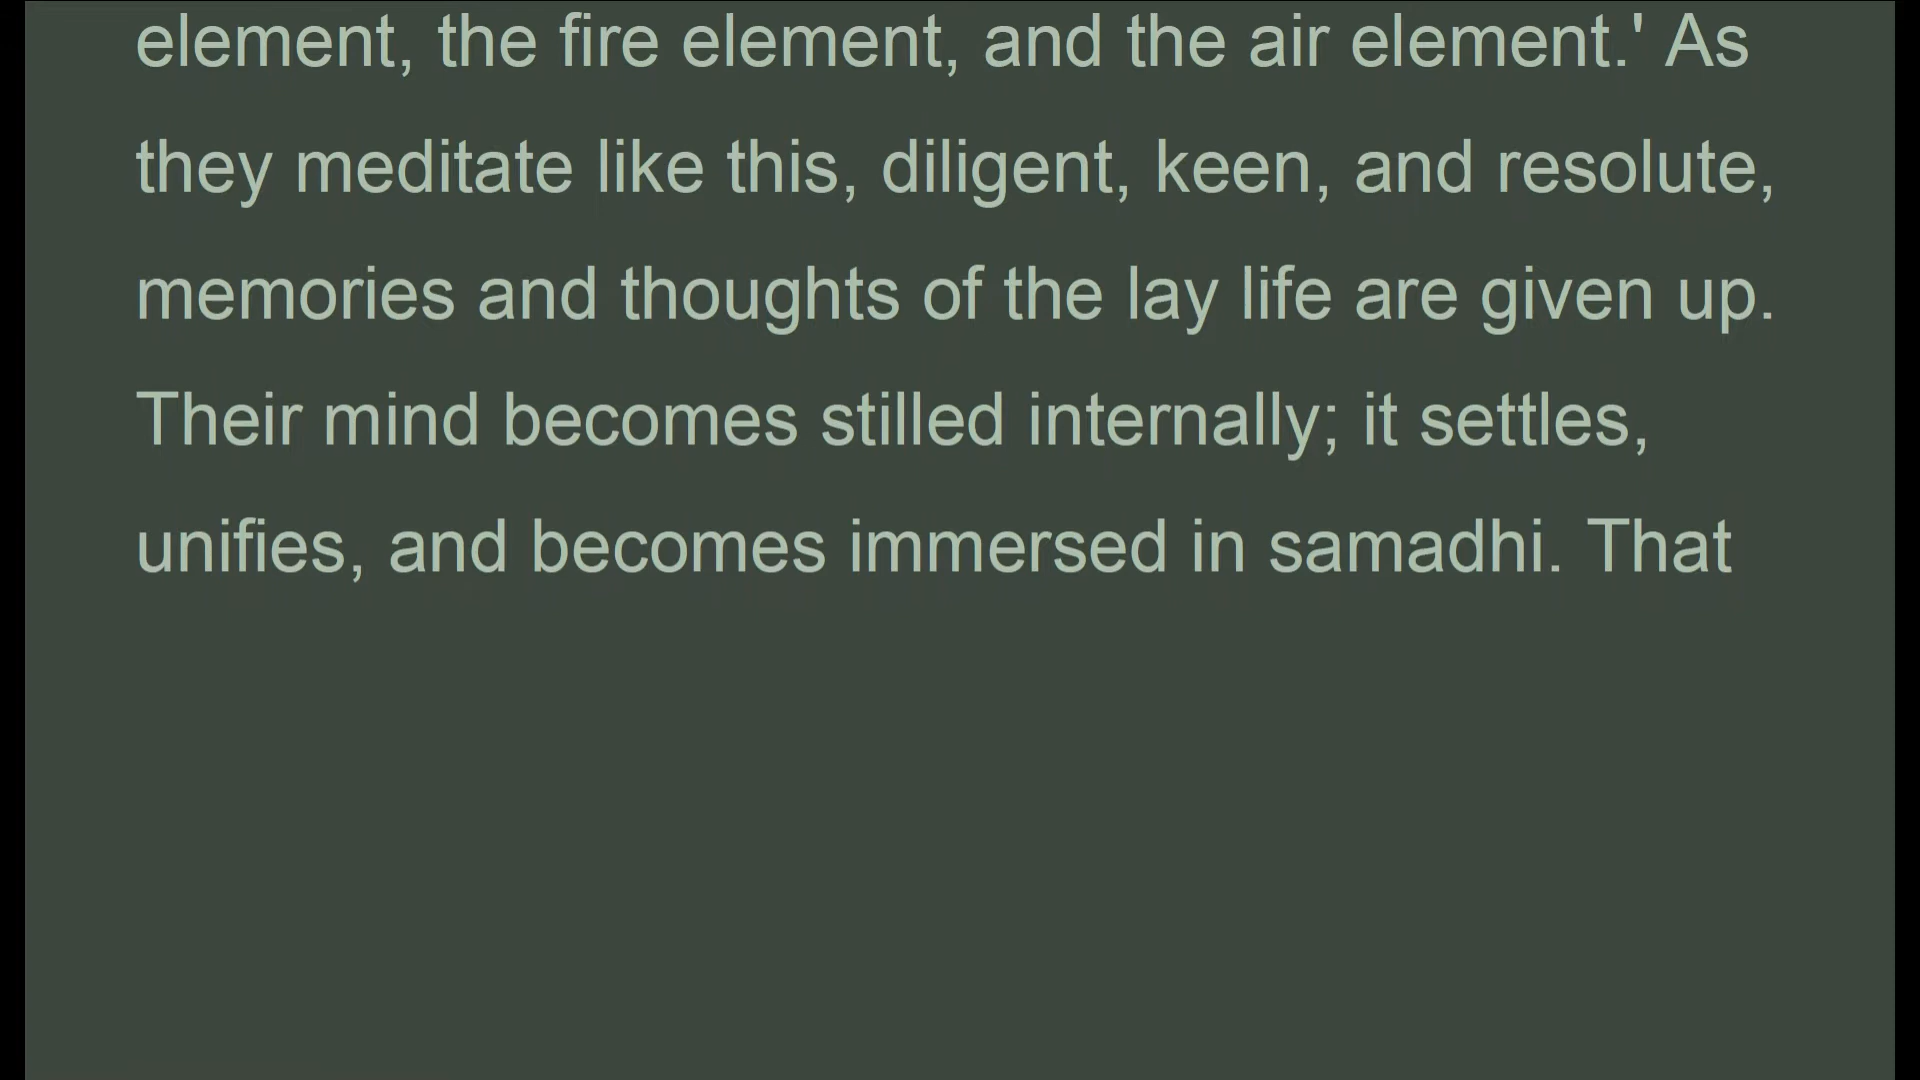 element, the fire element, and the air element.' As
they meditate like this, diligent, keen, and resolute,
memories and thoughts of the lay life are given up.
Their mind becomes stilled internally; it settles,
unifies, and becomes immersed in samadhi. That